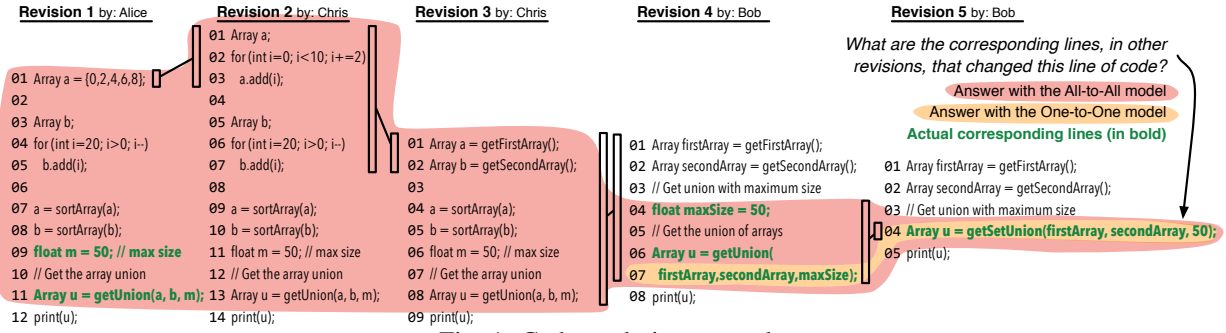 Revision 1 by: Alice
01 Array a = {0,2,4,6,8};
02
03 Array b;
04 for (int i=20; i>0; i--)
05 b.add(i);
06
07 a = sortArray(a);
08 b = sortArray(b);
09 float m = 50; // max size
10 // Get the array union
11 Array u = getUnion(a, b, m);
12 print(u);
Revision 2 by: Chris
01 Array a;
02 for (int i=0; i<10; i+=2)
03 a.add(i);
04
05 Array b;
06 for (int i=20; i>0; i--)
07 b.add(i);
08
09 a = sortArray(a);
10 b = sortArray(b);
11 float m = 50; // max size
12 // Get the array union
13 Array u = getUnion(a, b, m);
14 print(u);
Revision 3 by: Chris
01 Array a = getFirstArray();
02 Array b = getSecondArray();
03
04 a = sortArray(a);
05 b = sortArray(b);
06 float m = 50; // max size
07 // Get the array union
08 Array u = getUnion(a, b, m);
09 print(u);
Revision 4 by: Bob
01 Array firstArray = getFirstArray();
02 Array secondArray = getSecondArray();
03 // Get union with maximum size
04 float maxSize = 50;
05 // Get the union of arrays
06 Array u = getUnion(
07 firstArray,secondArray,maxSize);
08 print(u);
Revision 5 by: Bob
What are the corresponding lines, in other
revisions, that changed this line of code?
Answer with the All-to-All model
Answer with the One-to-One model
Actual corresponding lines (in bold)
01 Array firstArray = getFirstArray();
02 Array secondArray = getSecondArray();
03 // Get union with maximum size
04 Array u = getSetUnion(firstArray, secondArray, 50);
05 print(u);